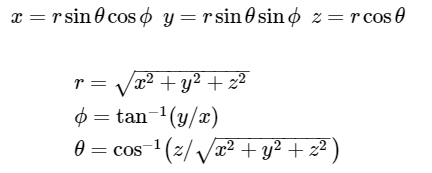 x = r sin θ cos ϕ y = r sin θ sin ϕ z = r cos θ
r = √(x² + y² + z²)
ϕ = tan⁻¹(y/x)
θ = cos⁻¹(z/√(x² + y² + z²))